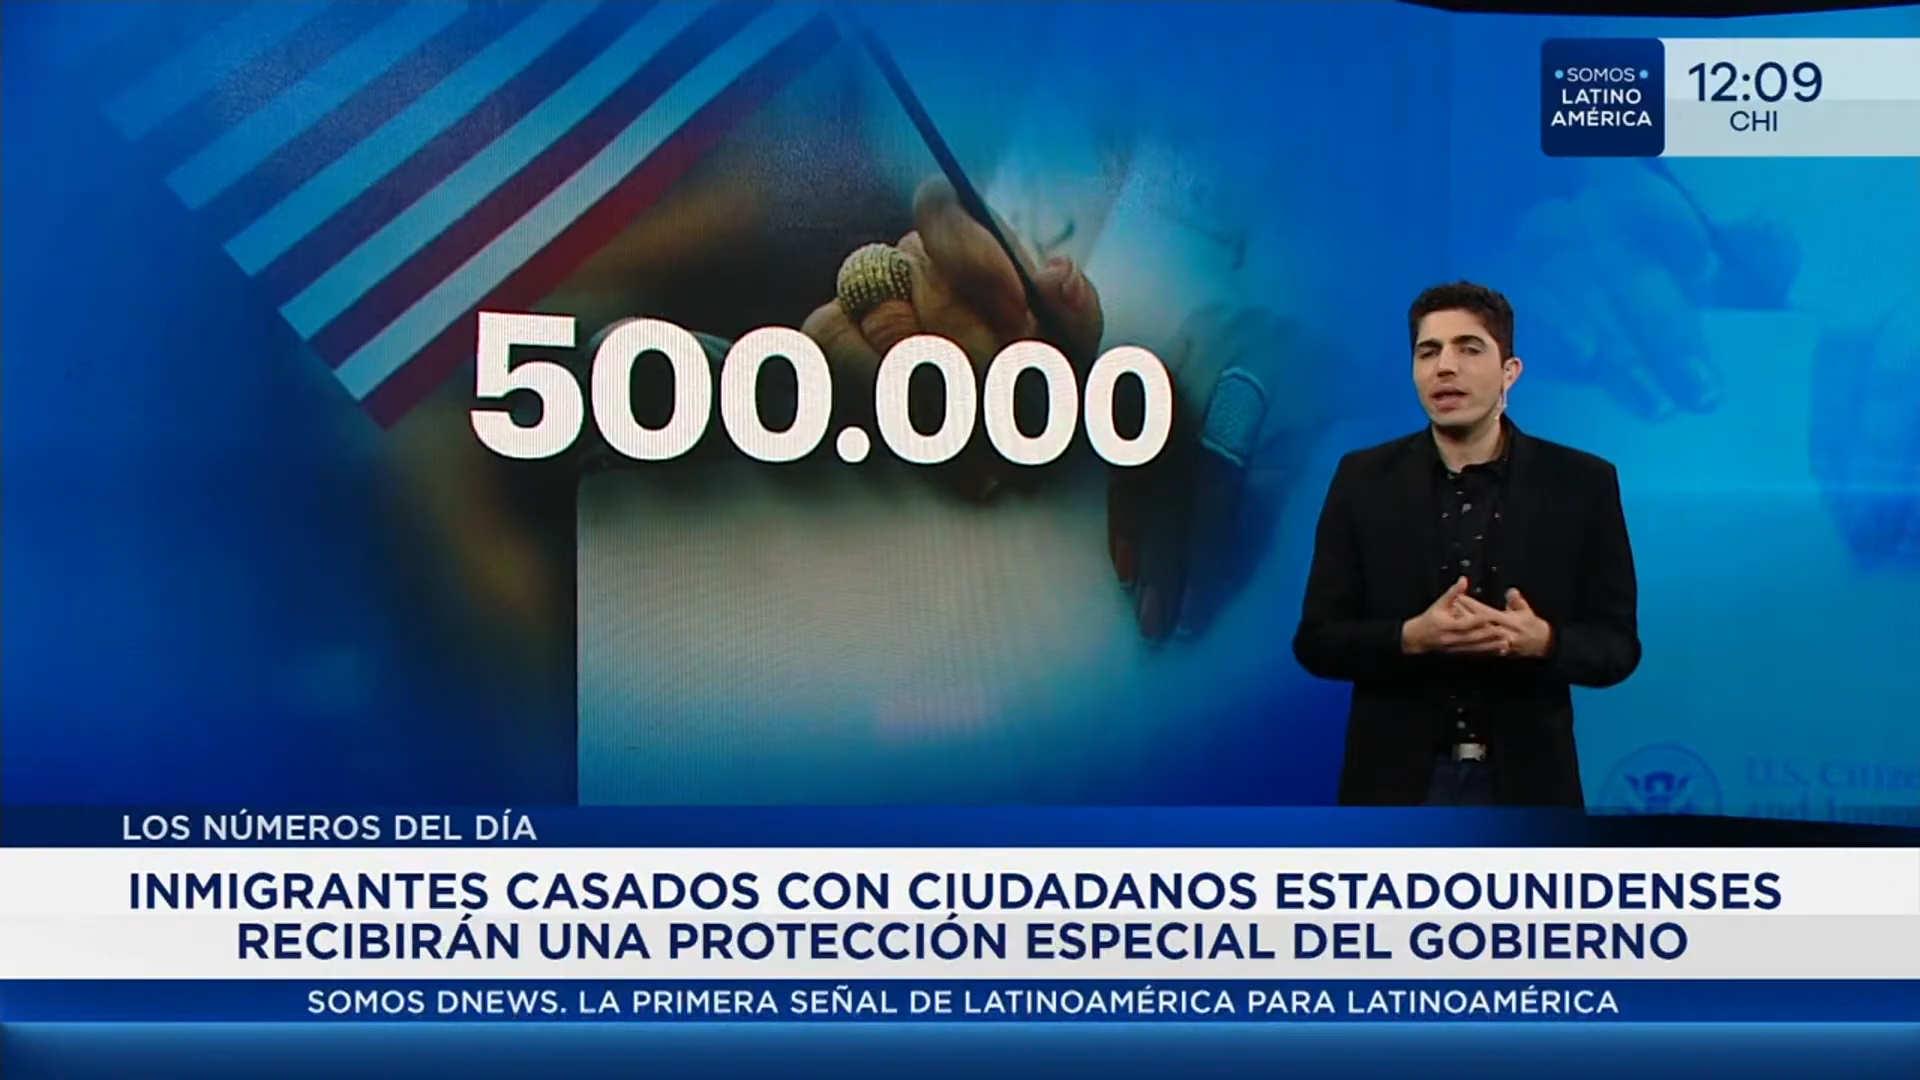 • SOMOS •
LATINO
AMÉRICA
12:09
CHI
500.000
U.S. Citize
LOS NÚMEROS DEL DÍA
INMIGRANTES CASADOS CON CIUDADANOS ESTADOUNIDENSES
RECIBIRÁN UNA PROTECCIÓN ESPECIAL DEL GOBIERNO
SOMOS DNEWS. LA PRIMERA SEÑAL DE LATINOAMÉRICA PARA LATINOAMÉRICA